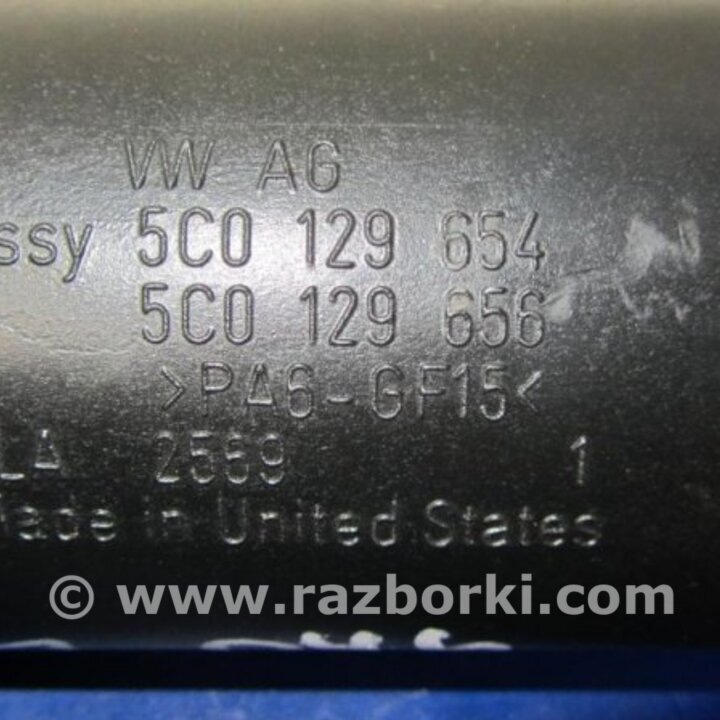 VW AG
ssy 5C0 129 654
5C0 129 656
>PA6-GF15<
LA 2569 1
Made in United States
© www.razborki.com